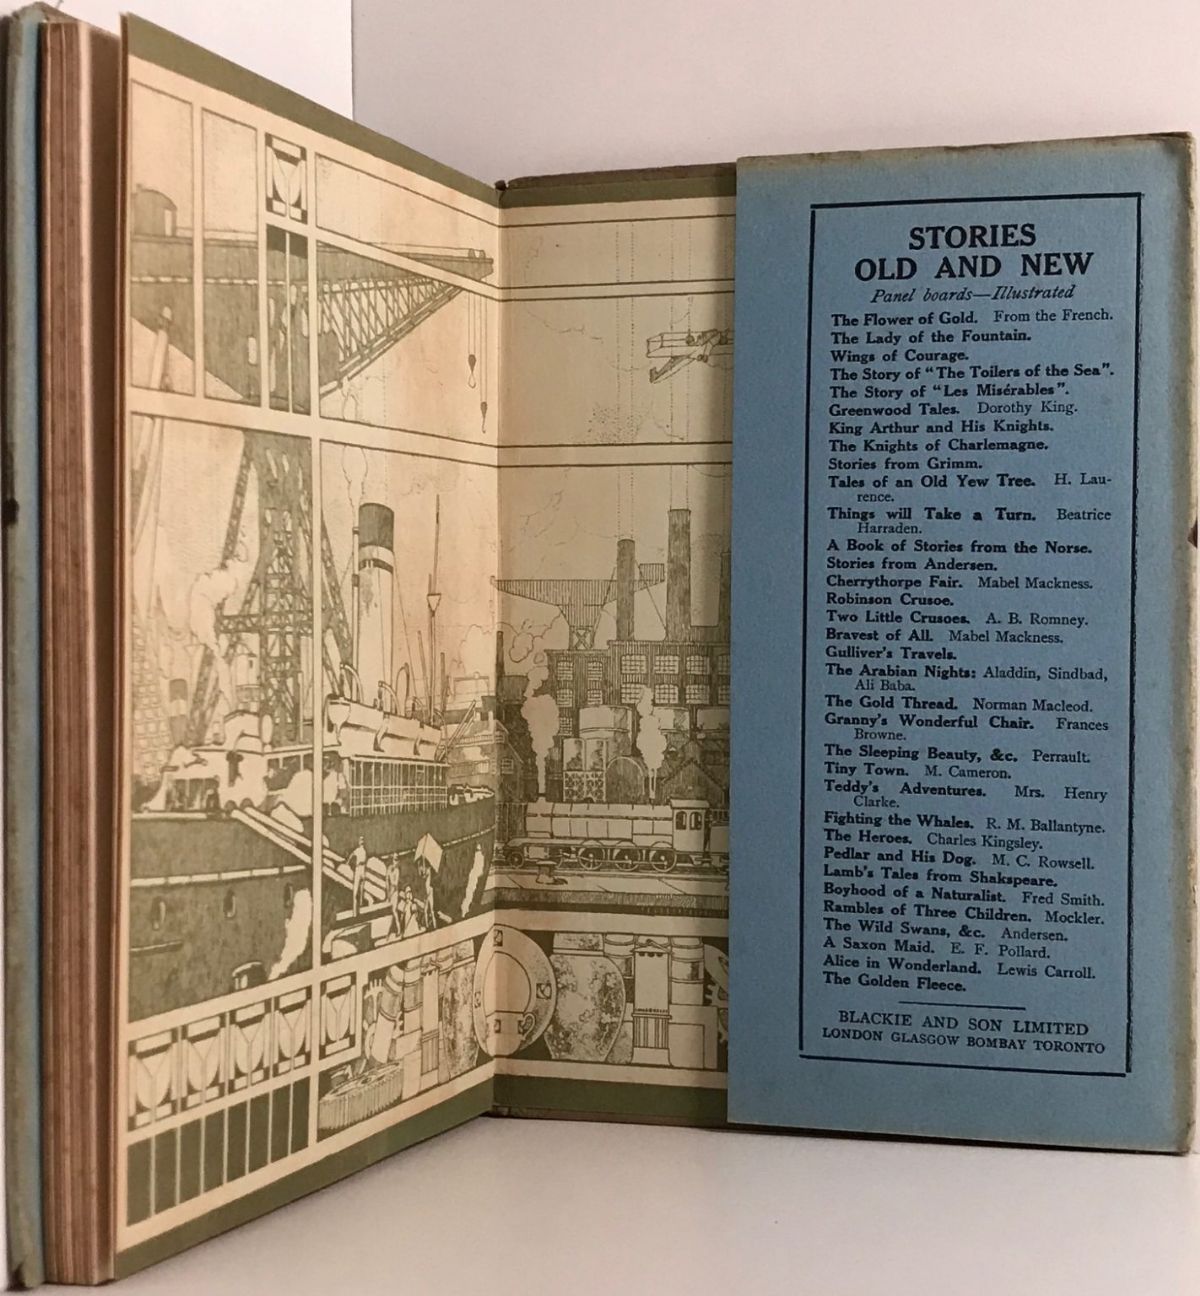 STORIES
OLD AND NEW
Panel boards—Illustrated
The Flower of Gold. From the French.
The Lady of the Fountain.
Wings of Courage.
The Story of “The Toilers of the Sea”.
The Story of “Les Misérables”.
Greenwood Tales. Dorothy King.
King Arthur and His Knights.
The Knights of Charlemagne.
Stories from Grimm.
Tales of an Old Yew Tree. H. Lau-
rence.
Things will Take a Turn. Beatrice
Harraden.
A Book of Stories from the Norse.
Stories from Andersen.
Cherrythorpe Fair. Mabel Mackness.
Robinson Crusoe.
Two Little Crusoes. A. B. Romney.
Bravest of All. Mabel Mackness.
Gulliver's Travels.
The Arabian Nights: Aladdin, Sindbad,
Ali Baba.
The Gold Thread. Norman Macleod.
Granny's Wonderful Chair. Frances
Browne.
The Sleeping Beauty, &c. Perrault.
Tiny Town. M. Cameron.
Teddy's Adventures. Mrs. Henry
Clarke.
Fighting the Whales. R. M. Ballantyne.
The Heroes. Charles Kingsley.
Pedlar and His Dog. M. C. Rowsell.
Lamb's Tales from Shakspeare.
Boyhood of a Naturalist. Fred Smith.
Rambles of Three Children. Mockler.
The Wild Swans, &c. Andersen.
A Saxon Maid. E. F. Pollard.
Alice in Wonderland. Lewis Carroll.
The Golden Fleece.
BLACKIE AND SON LIMITED
LONDON GLASGOW BOMBAY TORONTO